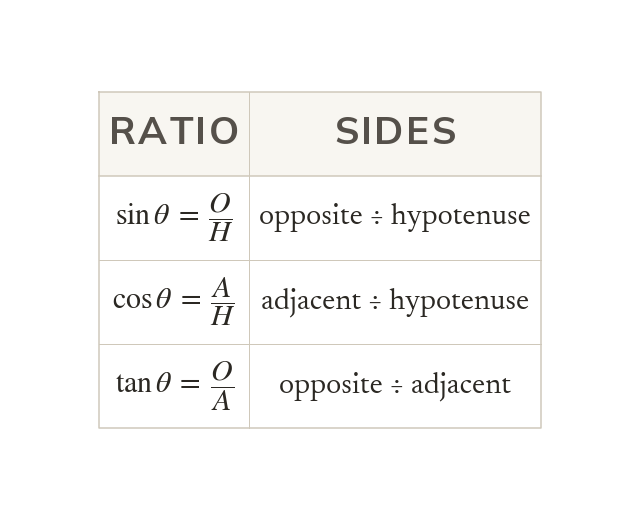 RATIO SIDES
sin θ = O/H opposite ÷ hypotenuse
cos θ = A/H adjacent ÷ hypotenuse
tan θ = O/A opposite ÷ adjacent